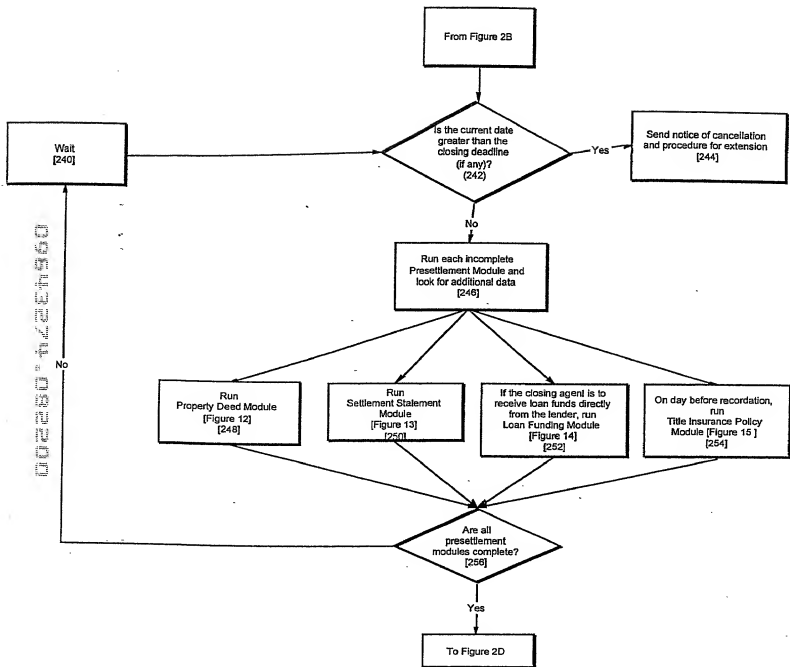 From Figure 2B
Is the current date
greater than the
closing deadline
(if any)?
(242)
Yes
Send notice of cancellation
and procedure for extension
[244]
Wait
[240]
No
Run each incomplete
Presettlement Module and
look for additional data
[246]
No
Run
Property Deed Module
[Figure 12]
[248]
Run
Settlement Statement
Module
[Figure 13]
[250]
If the closing agent is to
receive loan funds directly
from the lender, run
Loan Funding Module
[Figure 14]
[252]
On day before recordation,
run
Title Insurance Policy
Module [Figure 15 ]
[254]
Are all
presettlement
modules complete?
[256]
Yes
To Figure 2D